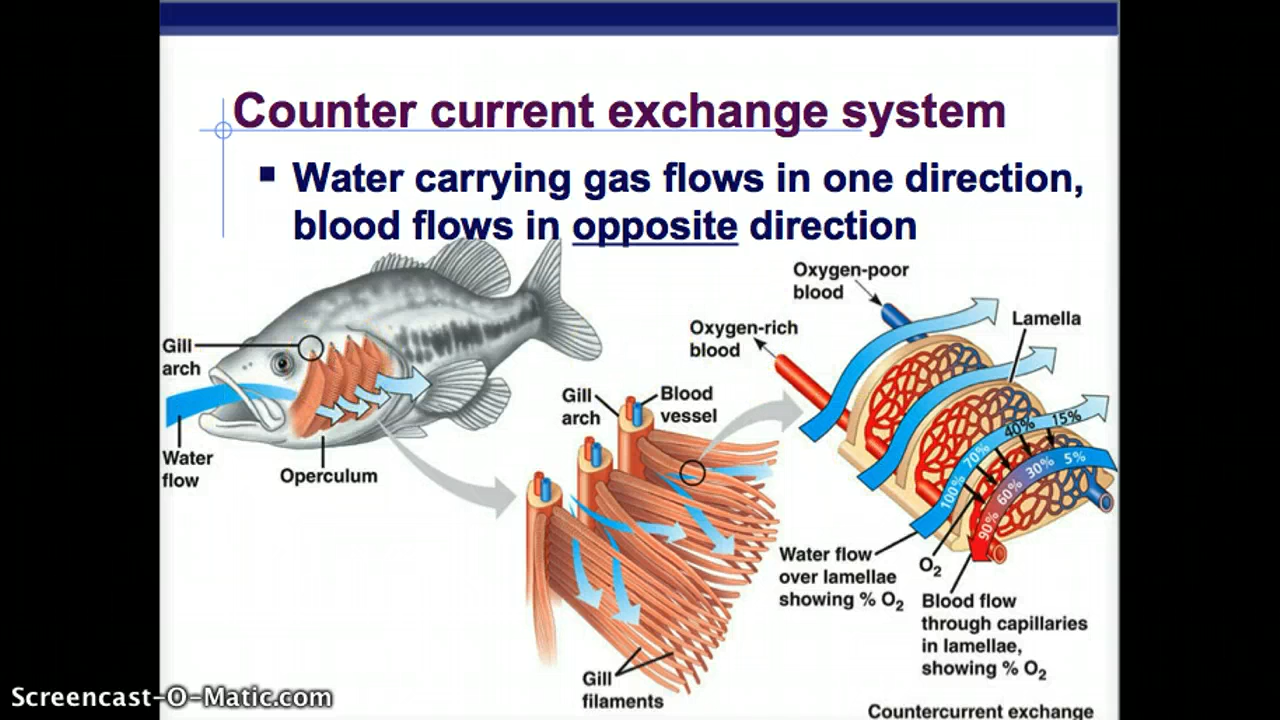 Counter current exchange system
▪ Water carrying gas flows in one direction,
blood flows in opposite direction
Gill
arch
Water
flow
Operculum
Gill
arch
Blood
vessel
Gill
filaments
Oxygen-poor
blood
Oxygen-rich
blood
Lamella
15%
40%
70%
100%
5%
30%
60%
90%
Water flow
over lamellae
showing % O₂
O₂
Blood flow
through capillaries
in lamellae,
showing % O₂
Countercurrent exchange
Screencast-O-Matic.com